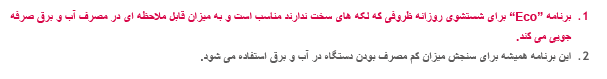 1. برنامه “Eco” برای شستشوی روزانه ظروفی که لکه های سخت ندارند مناسب است و به میزان قابل ملاحظه ای در مصرف آب و برق صرفه
جویی می کند.
2. این برنامه همیشه برای سنجش میزان کم مصرف بودن دستگاه در آب و برق استفاده می شود.